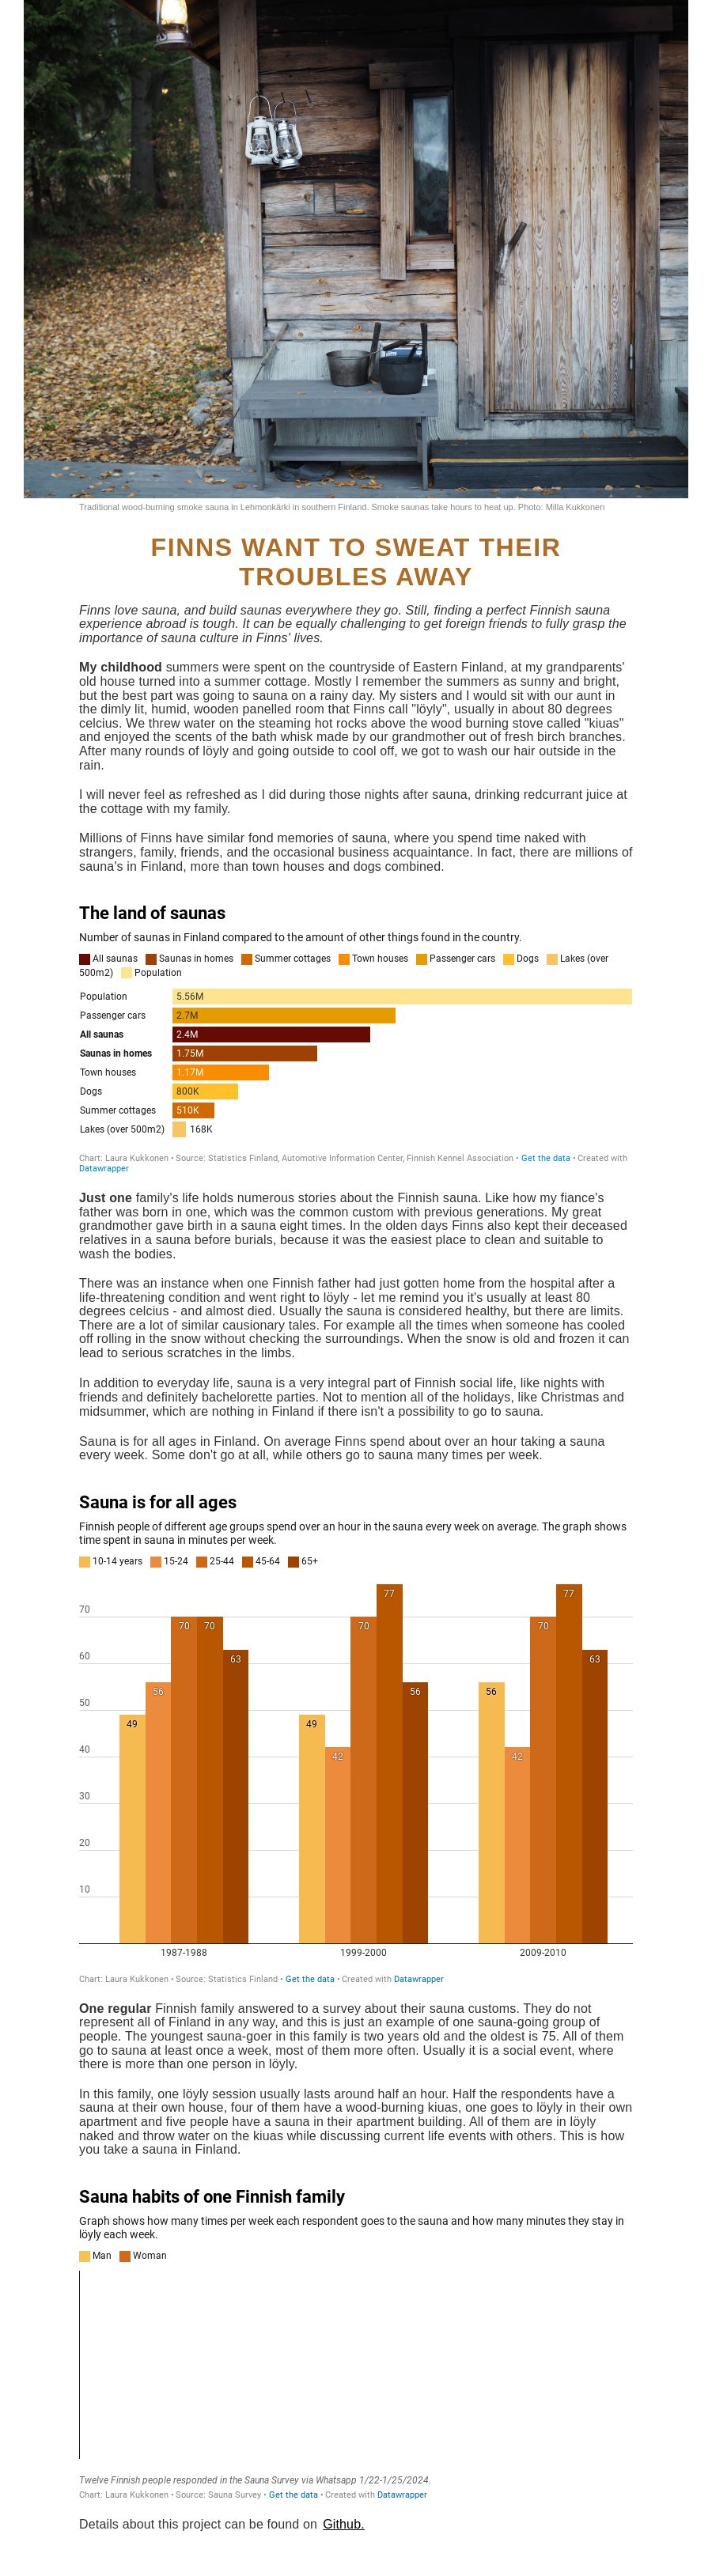 Traditional wood-burning smoke sauna in Lehmonkärki in southern Finland. Smoke saunas take hours to heat up. Photo: Milla Kukkonen
FINNS WANT TO SWEAT THEIR
TROUBLES AWAY
Finns love sauna, and build saunas everywhere they go. Still, finding a perfect Finnish sauna
experience abroad is tough. It can be equally challenging to get foreign friends to fully grasp the
importance of sauna culture in Finns' lives.
My childhood summers were spent on the countryside of Eastern Finland, at my grandparents'
old house turned into a summer cottage. Mostly I remember the summers as sunny and bright,
but the best part was going to sauna on a rainy day. My sisters and I would sit with our aunt in
the dimly lit, humid, wooden panelled room that Finns call "löyly", usually in about 80 degrees
celcius. We threw water on the steaming hot rocks above the wood burning stove called "kiuas"
and enjoyed the scents of the bath whisk made by our grandmother out of fresh birch branches.
After many rounds of löyly and going outside to cool off, we got to wash our hair outside in the
rain.
I will never feel as refreshed as I did during those nights after sauna, drinking redcurrant juice at
the cottage with my family.
Millions of Finns have similar fond memories of sauna, where you spend time naked with
strangers, family, friends, and the occasional business acquaintance. In fact, there are millions of
sauna's in Finland, more than town houses and dogs combined.
The land of saunas
Number of saunas in Finland compared to the amount of other things found in the country.
All saunas Saunas in homes Summer cottages Town houses Passenger cars Dogs Lakes (over
500m2) Population
Population 5.56M
Passenger cars 2.7M
All saunas 2.4M
Saunas in homes 1.75M
Town houses 1.17M
Dogs 800K
Summer cottages 510K
Lakes (over 500m2) 168K
Chart: Laura Kukkonen • Source: Statistics Finland, Automotive Information Center, Finnish Kennel Association • Get the data • Created with
Datawrapper
Just one family's life holds numerous stories about the Finnish sauna. Like how my fiance's
father was born in one, which was the common custom with previous generations. My great
grandmother gave birth in a sauna eight times. In the olden days Finns also kept their deceased
relatives in a sauna before burials, because it was the easiest place to clean and suitable to
wash the bodies.
There was an instance when one Finnish father had just gotten home from the hospital after a
life-threatening condition and went right to löyly - let me remind you it's usually at least 80
degrees celcius - and almost died. Usually the sauna is considered healthy, but there are limits.
There are a lot of similar causionary tales. For example all the times when someone has cooled
off rolling in the snow without checking the surroundings. When the snow is old and frozen it can
lead to serious scratches in the limbs.
In addition to everyday life, sauna is a very integral part of Finnish social life, like nights with
friends and definitely bachelorette parties. Not to mention all of the holidays, like Christmas and
midsummer, which are nothing in Finland if there isn't a possibility to go to sauna.
Sauna is for all ages in Finland. On average Finns spend about over an hour taking a sauna
every week. Some don't go at all, while others go to sauna many times per week.
Sauna is for all ages
Finnish people of different age groups spend over an hour in the sauna every week on average. The graph shows
time spent in sauna in minutes per week.
10-14 years 15-24 25-44 45-64 65+
77 77
70
70 70 70 70
60
63 63
50
56 56 56
49 49
40
42 42
30
20
10
1987-1988 1999-2000 2009-2010
Chart: Laura Kukkonen • Source: Statistics Finland • Get the data • Created with Datawrapper
One regular Finnish family answered to a survey about their sauna customs. They do not
represent all of Finland in any way, and this is just an example of one sauna-going group of
people. The youngest sauna-goer in this family is two years old and the oldest is 75. All of them
go to sauna at least once a week, most of them more often. Usually it is a social event, where
there is more than one person in löyly.
In this family, one löyly session usually lasts around half an hour. Half the respondents have a
sauna at their own house, four of them have a wood-burning kiuas, one goes to löyly in their own
apartment and five people have a sauna in their apartment building. All of them are in löyly
naked and throw water on the kiuas while discussing current life events with others. This is how
you take a sauna in Finland.
Sauna habits of one Finnish family
Graph shows how many times per week each respondent goes to the sauna and how many minutes they stay in
löyly each week.
Man Woman
Twelve Finnish people responded in the Sauna Survey via Whatsapp 1/22-1/25/2024.
Chart: Laura Kukkonen • Source: Sauna Survey • Get the data • Created with Datawrapper
Details about this project can be found on Github.